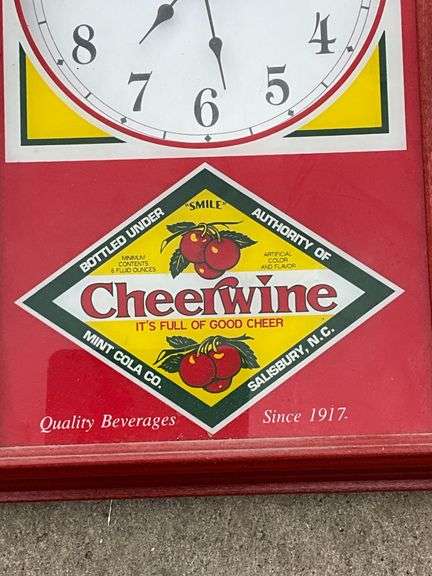 8 4
7 5
6
"SMILE"
BOTTLED UNDER AUTHORITY OF
MINIMUM
CONTENTS
6 FLUID OUNCES
ARTIFICIAL
COLOR
AND FLAVOR
Cheerwine
IT'S FULL OF GOOD CHEER
MINT COLA CO. SALISBURY, N.C.
Quality Beverages Since 1917.